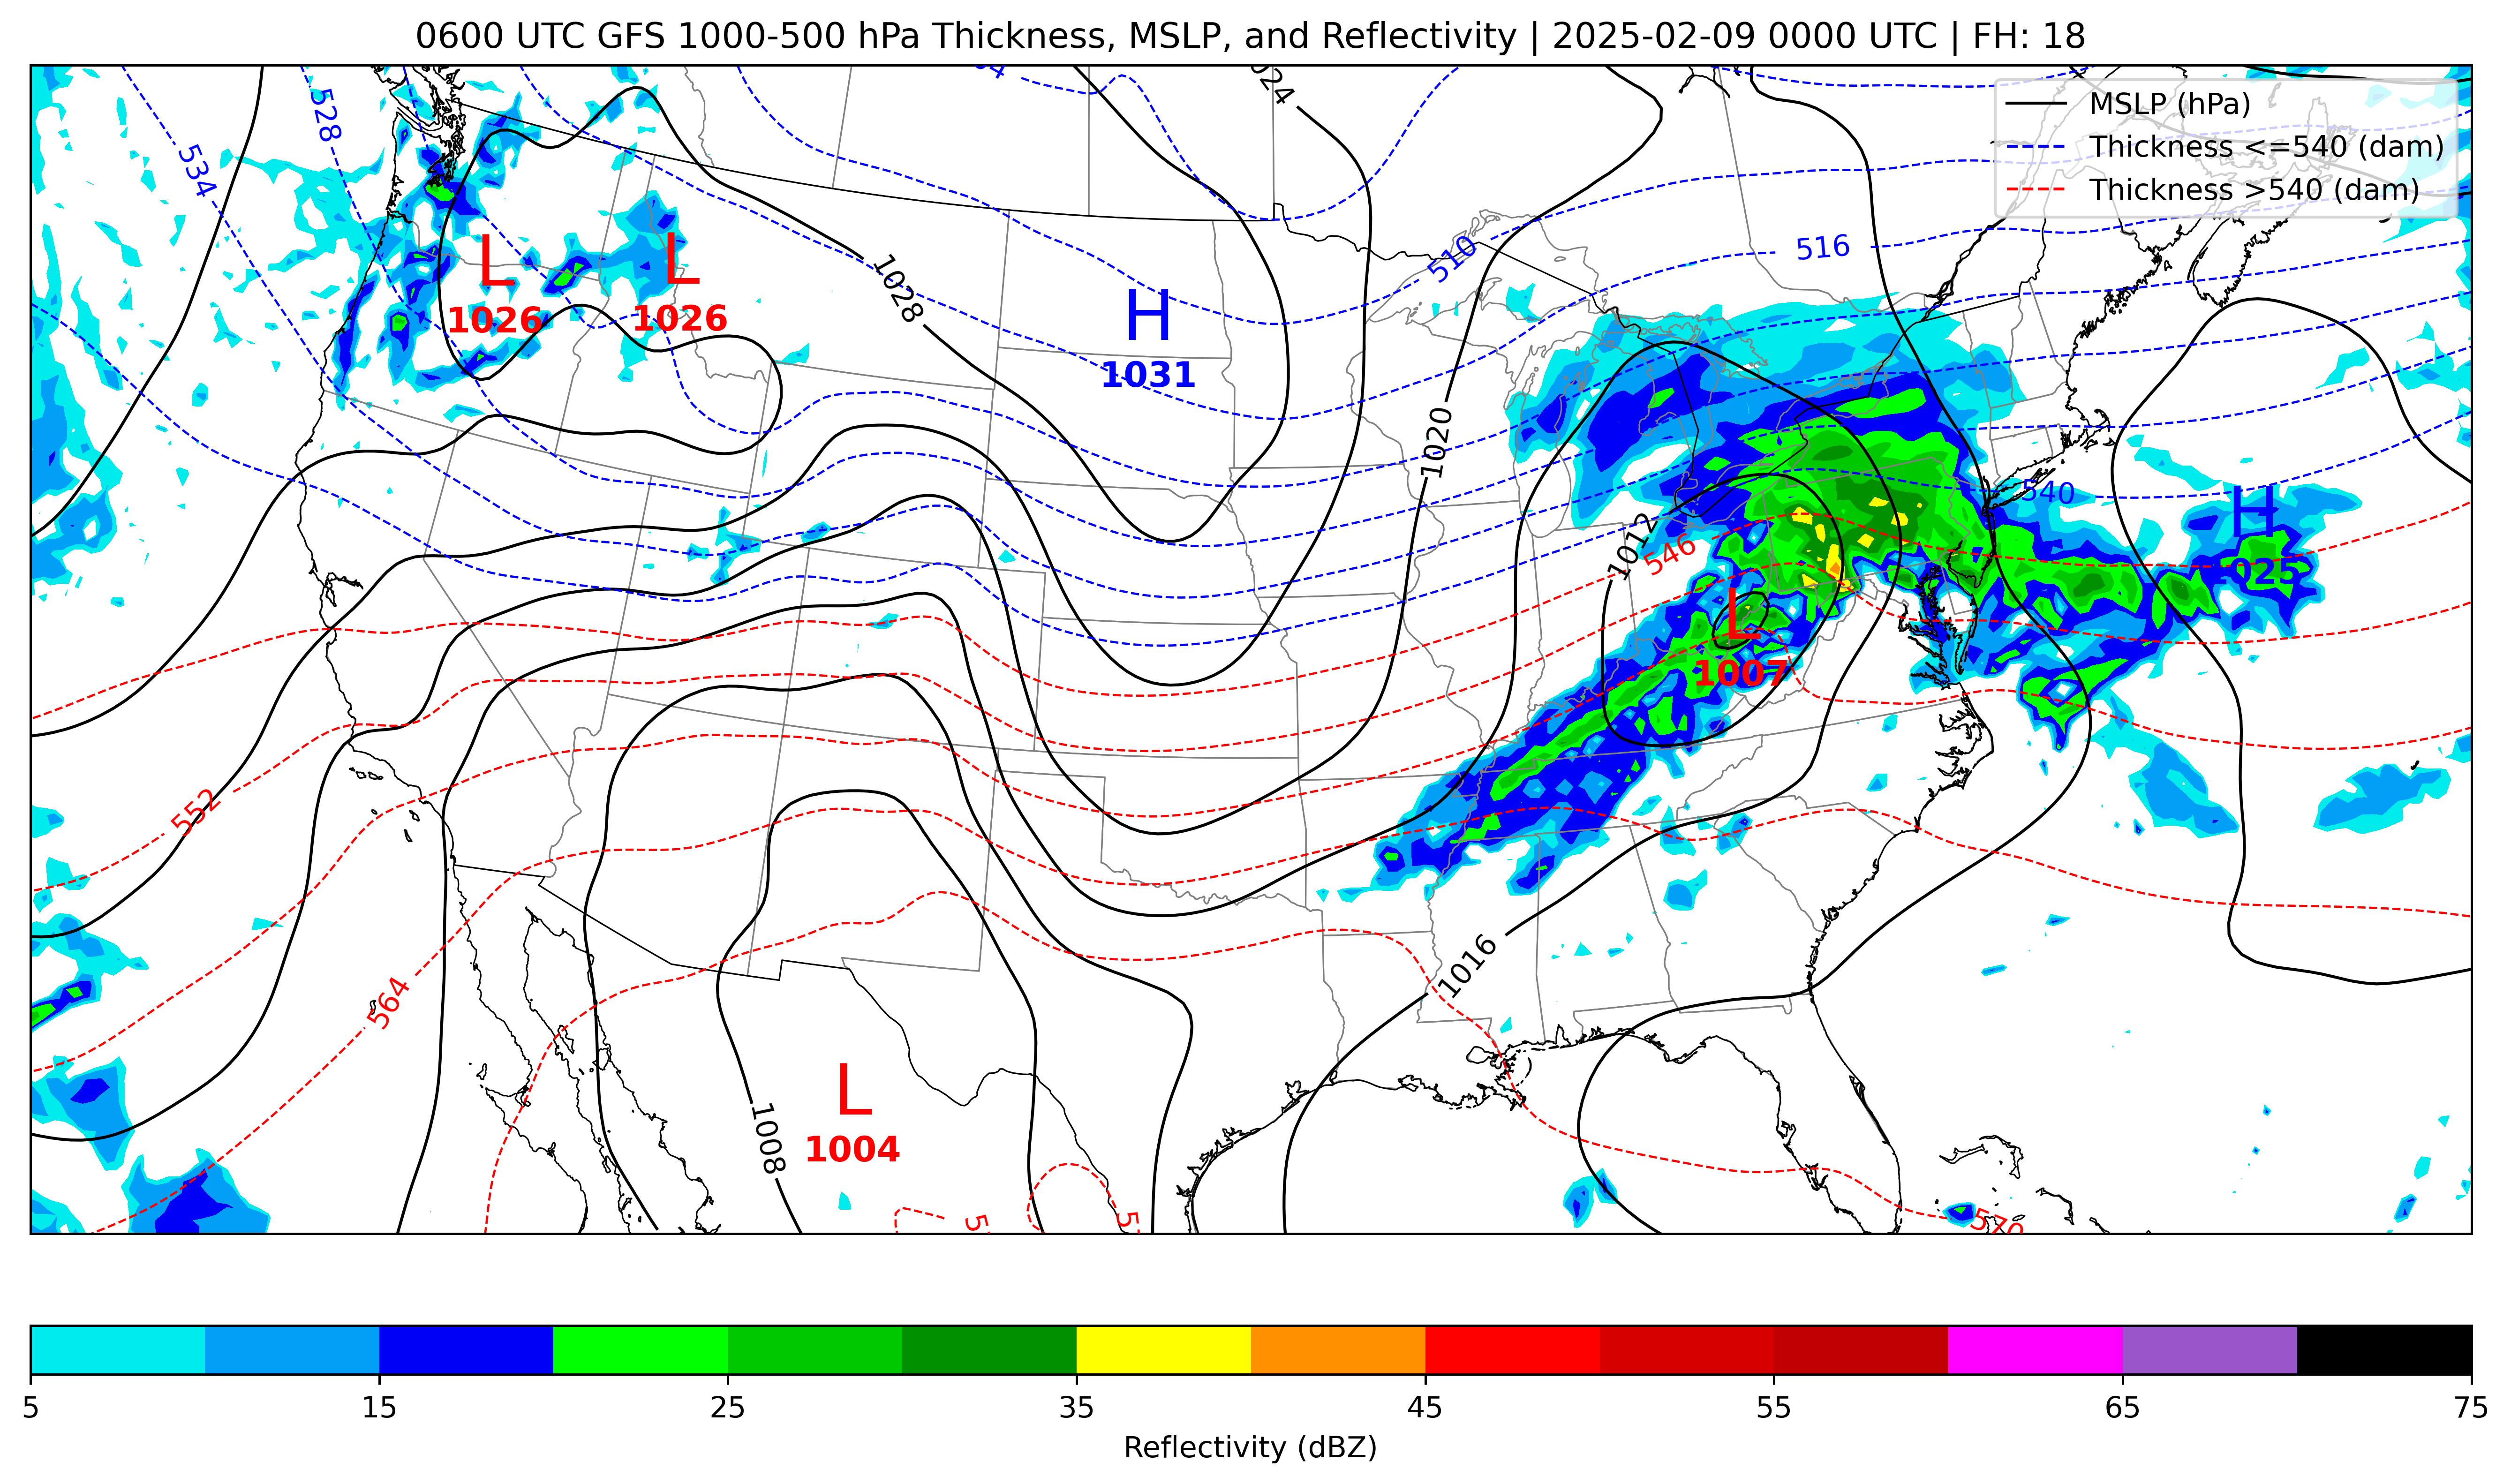 0600 UTC GFS 1000-500 hPa Thickness, MSLP, and Reflectivity | 2025-02-09 0000 UTC | FH: 18
MSLP (hPa)
Thickness <=540 (dam)
Thickness >540 (dam)
1024
528
534
510
516
1028
L
1026
L
1026
H
1031
1020
540
H
1025
1012
546
L
1007
552
564
1016
L
1004
1008
570
5 15 25 35 45 55 65 75
Reflectivity (dBZ)